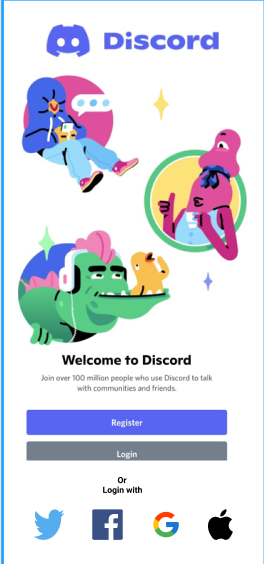 Discord
Welcome to Discord
Join over 100 million people who use Discord to talk
with communities and friends.
Register
Login
Or
Login with